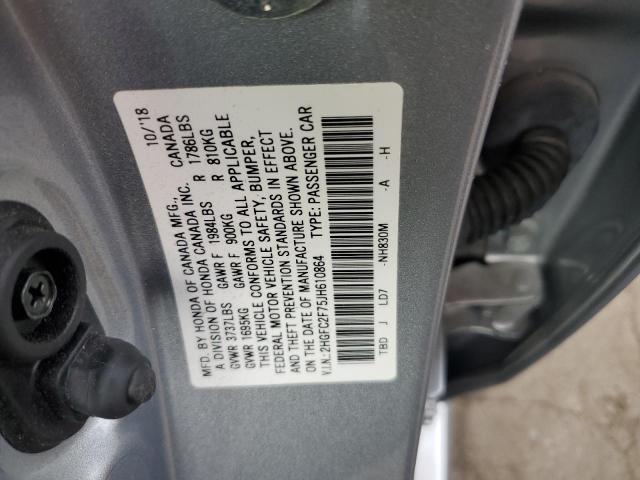 MFD. BY HONDA OF CANADA MFG., 10/'18
A DIVISION OF HONDA CANADA INC. CANADA
GVWR 3737LBS GAWR F 1984LBS R 1786LBS
GVWR 1695KG GAWR F 900KG R 810KG
THIS VEHICLE CONFORMS TO ALL APPLICABLE
FEDERAL MOTOR VEHICLE SAFETY, BUMPER,
AND THEFT PREVENTION STANDARDS IN EFFECT
ON THE DATE OF MANUFACTURE SHOWN ABOVE.
V.I.N.:2HGFC2F75JH610864 TYPE: PASSENGER CAR
TBD J LD7 -NH830M -A -H